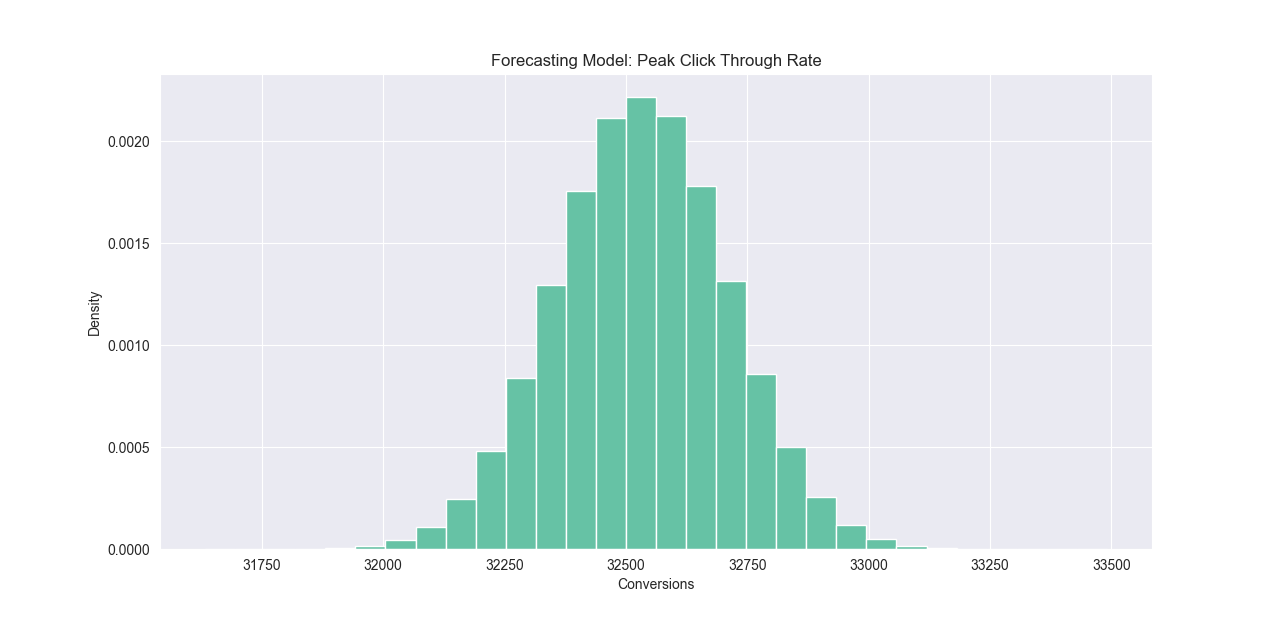 Forecasting Model: Peak Click Through Rate
0.0020
0.0015
0.0010
0.0005
0.0000
Density
31750 32000 32250 32500 32750 33000 33250 33500
Conversions